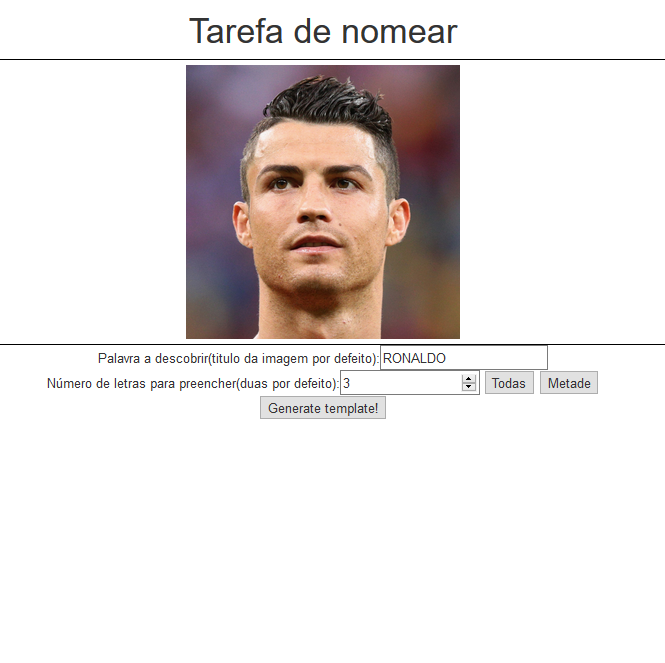 Tarefa de nomear
Palavra a descobrir(titulo da imagem por defeito): RONALDO
Número de letras para preencher(duas por defeito): 3 Todas Metade
Generate template!